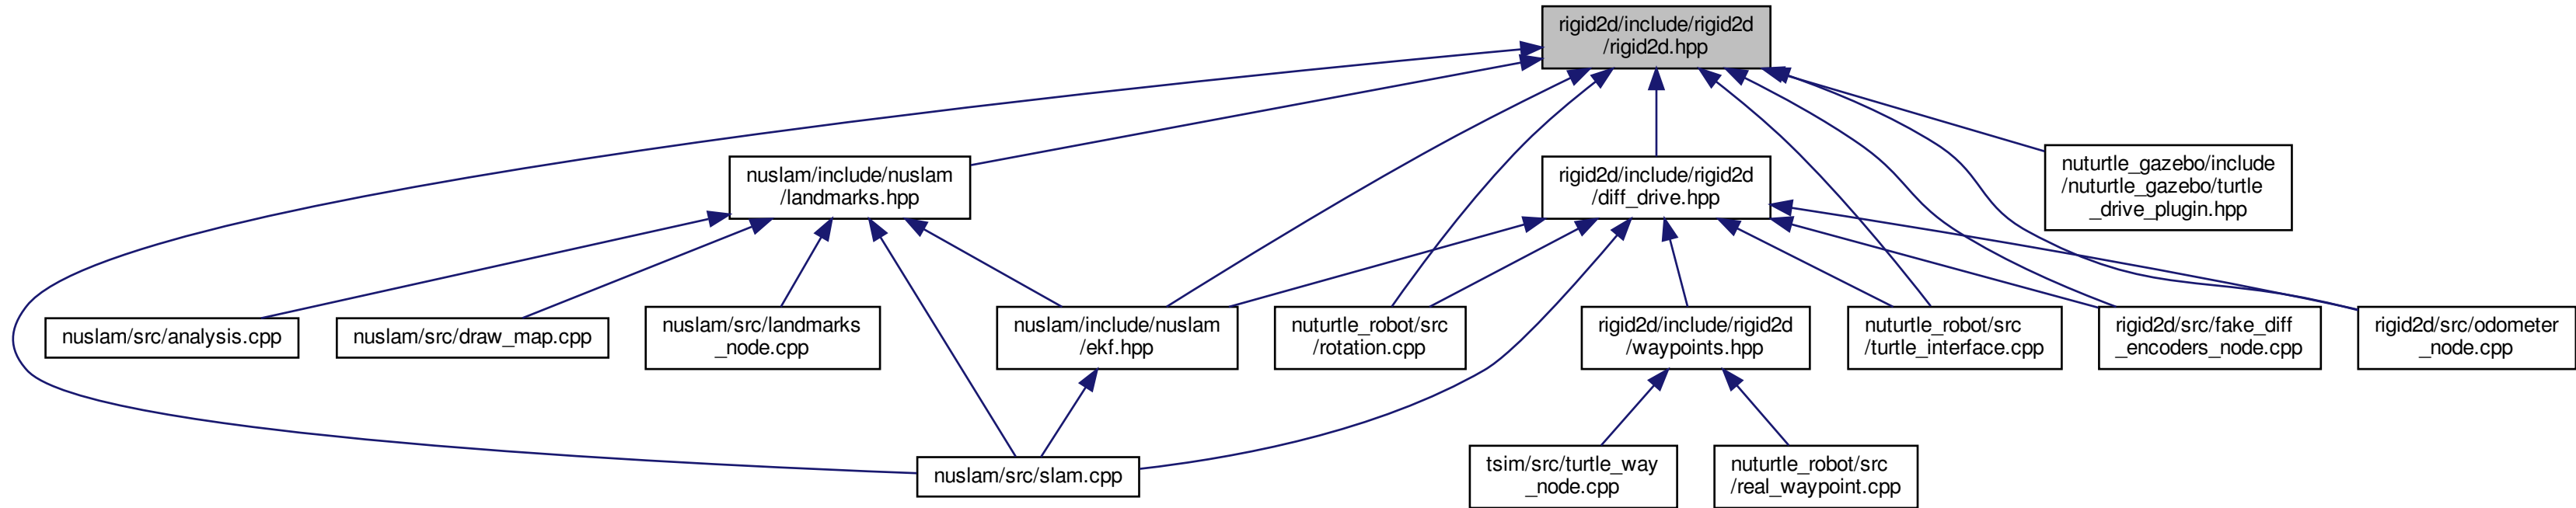 rigid2d/include/rigid2d
/rigid2d.hpp
nuslam/include/nuslam
/landmarks.hpp
rigid2d/include/rigid2d
/diff_drive.hpp
nuturtle_gazebo/include
/nuturtle_gazebo/turtle
_drive_plugin.hpp
nuslam/src/analysis.cpp
nuslam/src/draw_map.cpp
nuslam/src/landmarks
_node.cpp
nuslam/include/nuslam
/ekf.hpp
nuturtle_robot/src
/rotation.cpp
rigid2d/include/rigid2d
/waypoints.hpp
nuturtle_robot/src
/turtle_interface.cpp
rigid2d/src/fake_diff
_encoders_node.cpp
rigid2d/src/odometer
_node.cpp
nuslam/src/slam.cpp
tsim/src/turtle_way
_node.cpp
nuturtle_robot/src
/real_waypoint.cpp